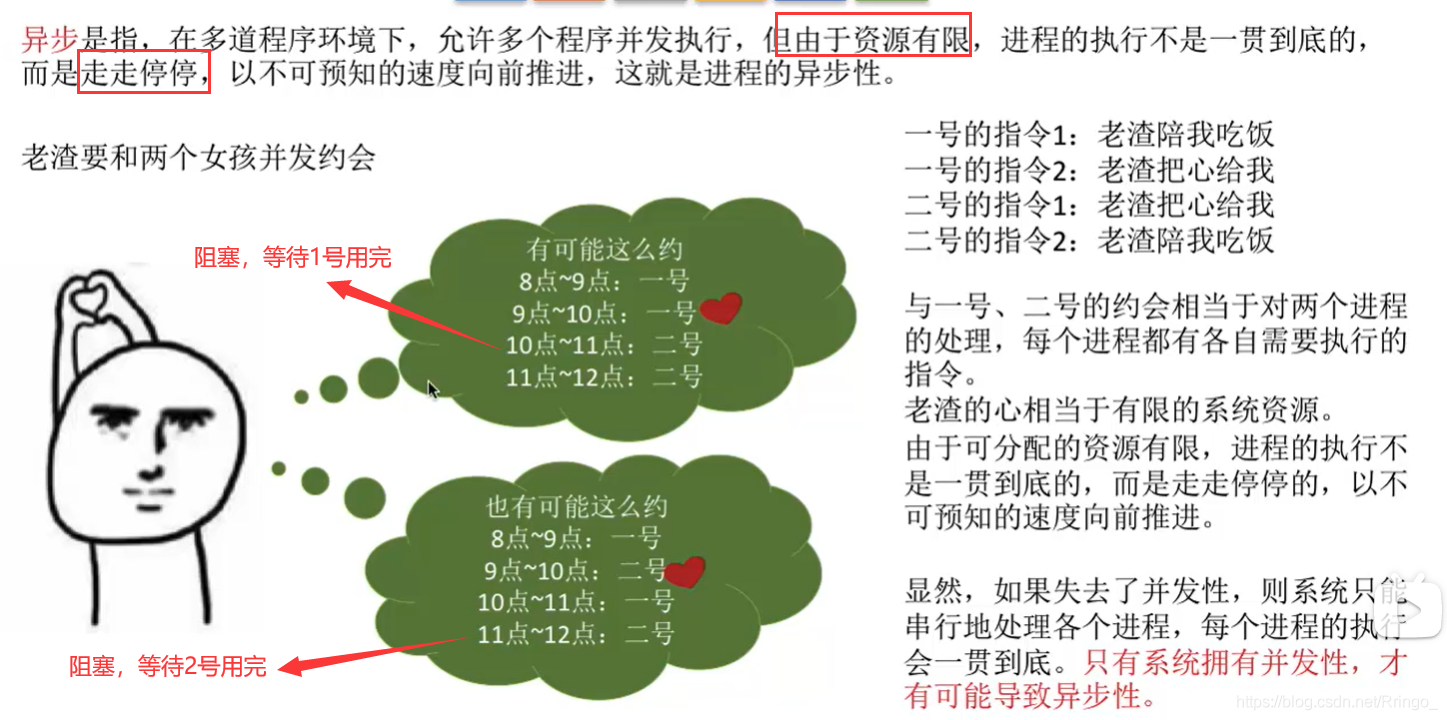 异步是指，在多道程序环境下，允许多个程序并发执行，但由于资源有限，进程的执行不是一贯到底的，
而是走走停停，以不可预知的速度向前推进，这就是进程的异步性。
老渣要和两个女孩并发约会
阻塞，等待1号用完
有可能这么约
8点~9点：一号
9点~10点：一号
10点~11点：二号
11点~12点：二号
也有可能这么约
8点~9点：一号
9点~10点：二号
10点~11点：一号
11点~12点：二号
阻塞，等待2号用完
一号的指令1：老渣陪我吃饭
一号的指令2：老渣把心给我
二号的指令1：老渣把心给我
二号的指令2：老渣陪我吃饭
与一号、二号的约会相当于对两个进程
的处理，每个进程都有各自需要执行的
指令。
老渣的心相当于有限的系统资源。
由于可分配的资源有限，进程的执行不
是一贯到底的，而是走走停停的，以不
可预知的速度向前推进。
显然，如果失去了并发性，则系统只能
串行地处理各个进程，每个进程的执行
会一贯到底。只有系统拥有并发性，才
有可能导致异步性。
https://blog.csdn.net/Rringo_